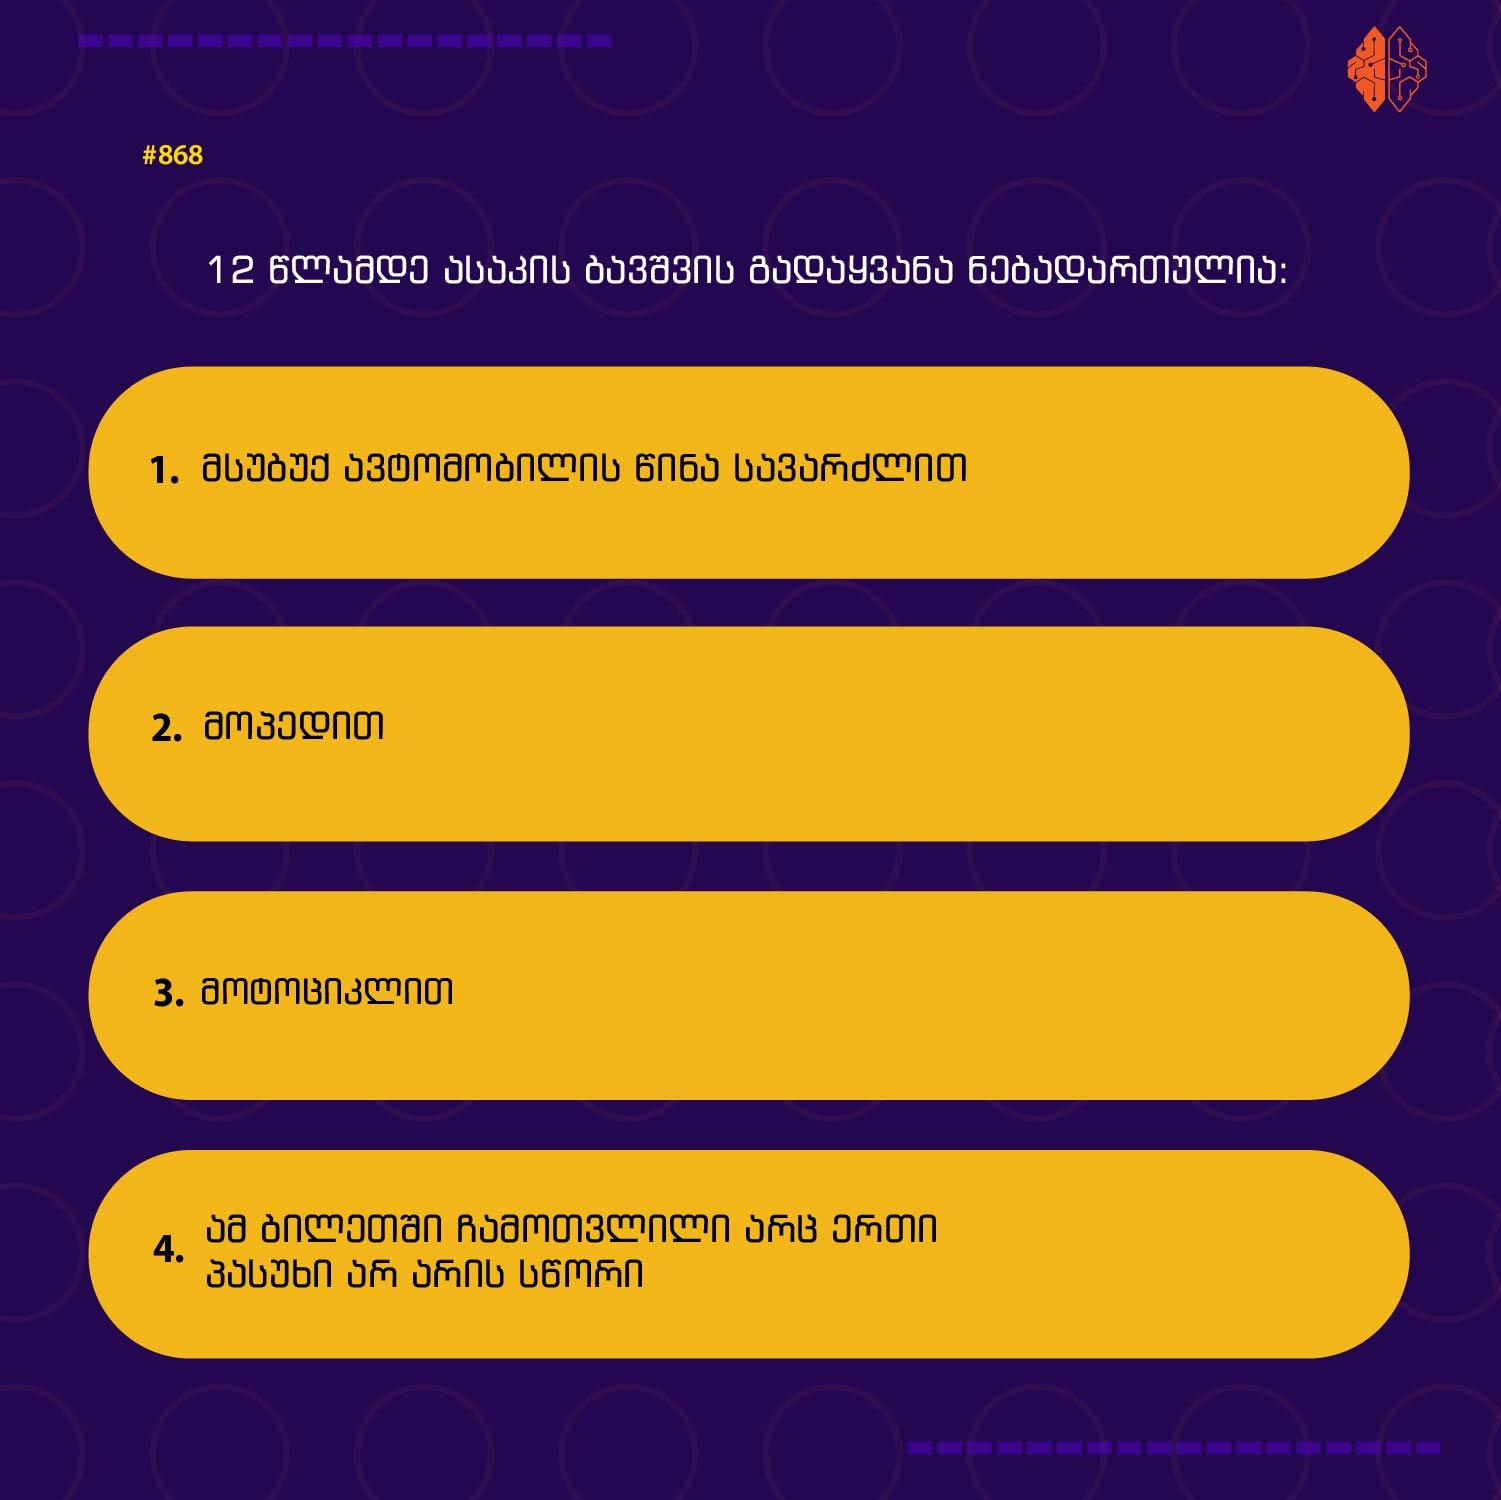 #868
12 წლამდე ასაკის ბავშვის გადაყვანა ნებადართულია:
1. მსუბუქ ავტომობილის წინა სავარძლით
2. მოპედით
3. მოტოციკლით
4. ამ ბილეთში ჩამოთვლილი არც ერთი
პასუხი არ არის სწორი